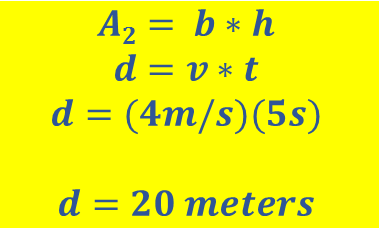 A₂ = b * h
d = v * t
d = (4m/s)(5s)
d = 20 meters